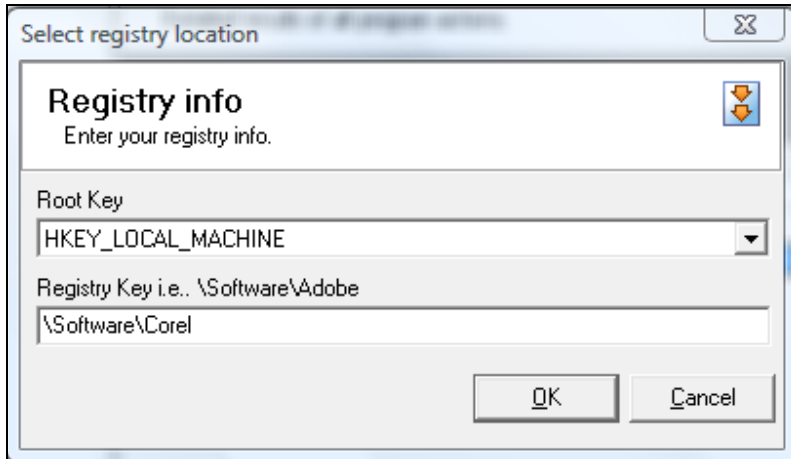 Select registry location
Registry info
Enter your registry info.
Root Key
HKEY_LOCAL_MACHINE
Registry Key i.e.. \Software\Adobe
\Software\Corel
OK
Cancel